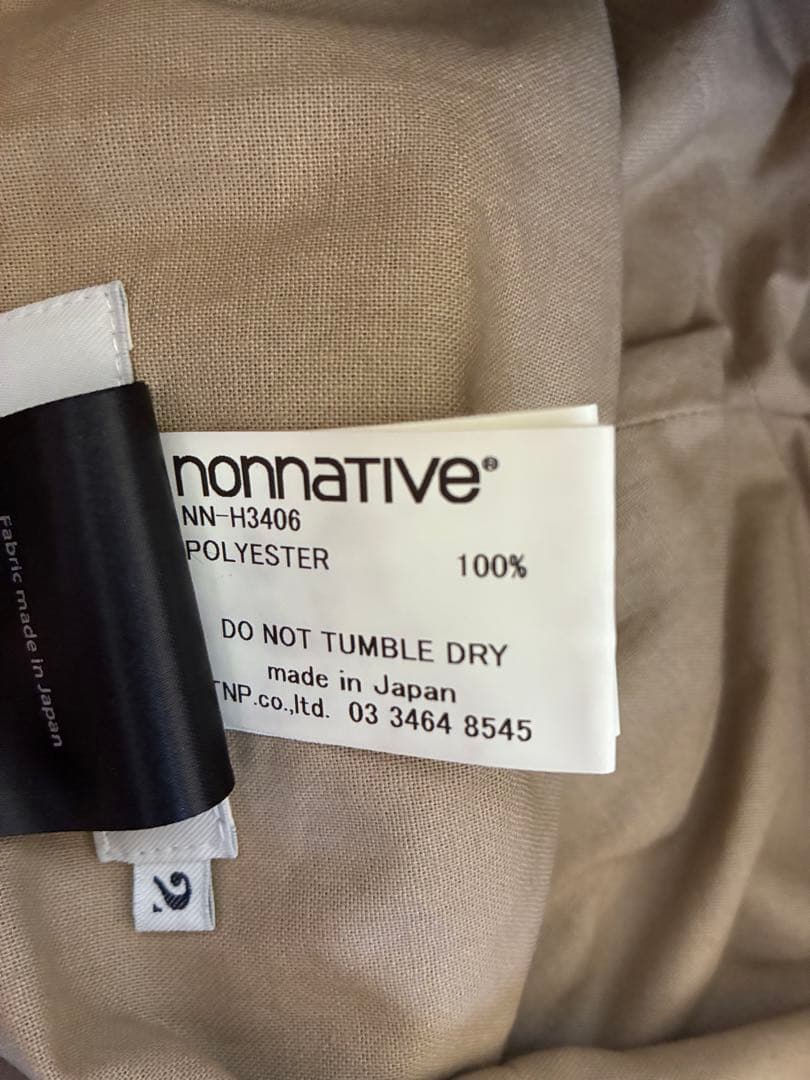 nonnative®
NN-H3406
POLYESTER 100%
DO NOT TUMBLE DRY
made in Japan
TNP.co.,ltd. 03 3464 8545
Fabric made in Japan